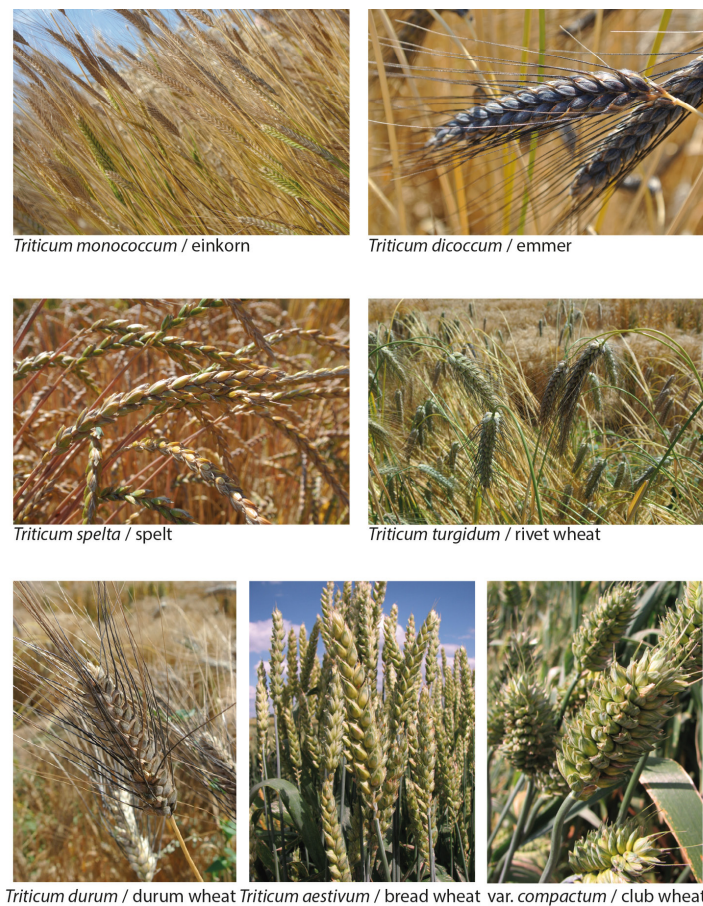 Triticum monococcum / einkorn
Triticum dicoccum / emmer
Triticum spelta / spelt
Triticum turgidum / rivet wheat
Triticum durum / durum wheat
Triticum aestivum / bread wheat
var. compactum / club wheat